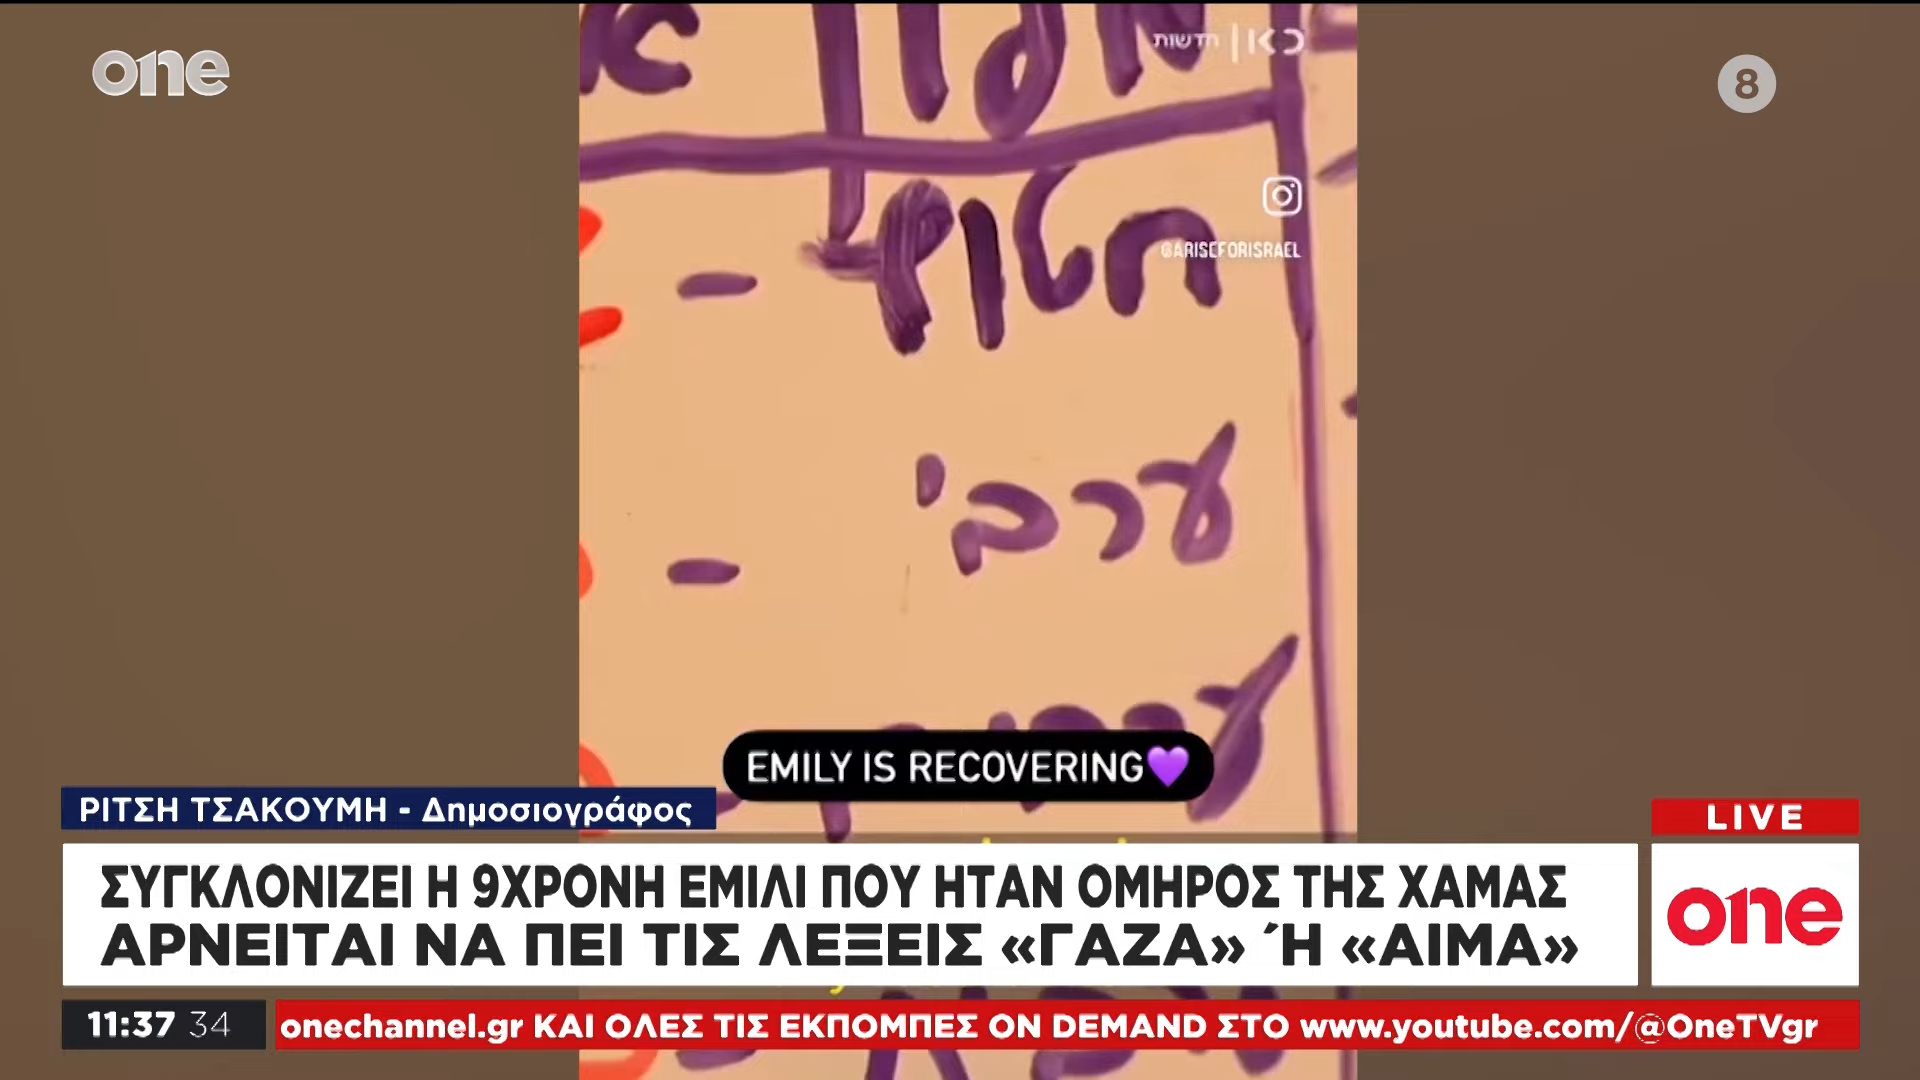 one
כאן | חדשות
8
@ARISEFORISRAEL
חטוף -
ערבי -
EMILY IS RECOVERING💜
ΡΙΤΣΗ ΤΣΑΚΟΥΜΗ - Δημοσιογράφος
LIVE
ΣΥΓΚΛΟΝΙΖΕΙ Η 9ΧΡΟΝΗ ΕΜΙΛΙ ΠΟΥ ΗΤΑΝ ΟΜΗΡΟΣ ΤΗΣ ΧΑΜΑΣ
ΑΡΝΕΙΤΑΙ ΝΑ ΠΕΙ ΤΙΣ ΛΕΞΕΙΣ «ΓΑΖΑ» Ή «ΑΙΜΑ»
one
11:37 34
onechannel.gr ΚΑΙ ΟΛΕΣ ΤΙΣ ΕΚΠΟΜΠΕΣ ON DEMAND ΣΤΟ www.youtube.com/@OneTVgr